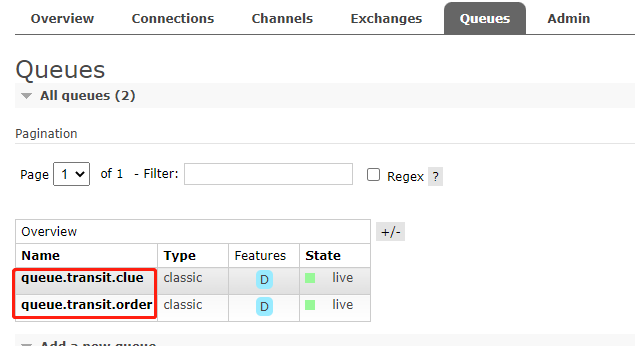 Overview Connections Channels Exchanges Queues Admin
Queues
All queues (2)
Pagination
Page 1 of 1 - Filter: Regex ?
Overview +/-
Name Type Features State
queue.transit.clue classic D live
queue.transit.order classic D live
Add a new queue